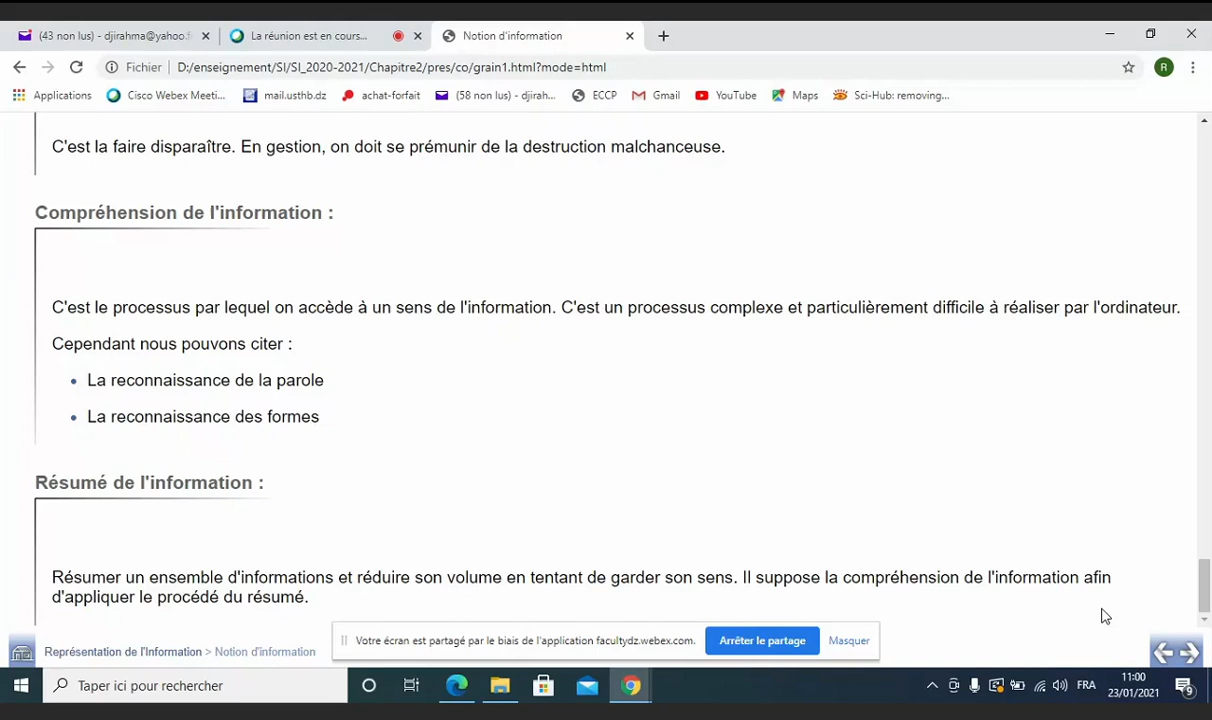 (43 non lus) - djirahma@yahoo.f
La réunion est en cours...
Notion d'information
Fichier
D:/enseignement/SI/SI_2020-2021/Chapitre2/pres/co/grain1.html?mode=html
R
Applications
Cisco Webex Meeti...
mail.usthb.dz
achat-forfait
(58 non lus) - djirah...
ECCP
Gmail
YouTube
Maps
Sci-Hub: removing...
C'est la faire disparaître. En gestion, on doit se prémunir de la destruction malchanceuse.
Compréhension de l'information :
C'est le processus par lequel on accède à un sens de l'information. C'est un processus complexe et particulièrement difficile à réaliser par l'ordinateur.
Cependant nous pouvons citer :
La reconnaissance de la parole
La reconnaissance des formes
Résumé de l'information :
Résumer un ensemble d'informations et réduire son volume en tentant de garder son sens. Il suppose la compréhension de l'information afin
d'appliquer le procédé du résumé.
Votre écran est partagé par le biais de l'application facultydz.webex.com.
Arrêter le partage
Masquer
Représentation de l'Information > Notion d'information
Taper ici pour rechercher
FRA
11:00
23/01/2021
9